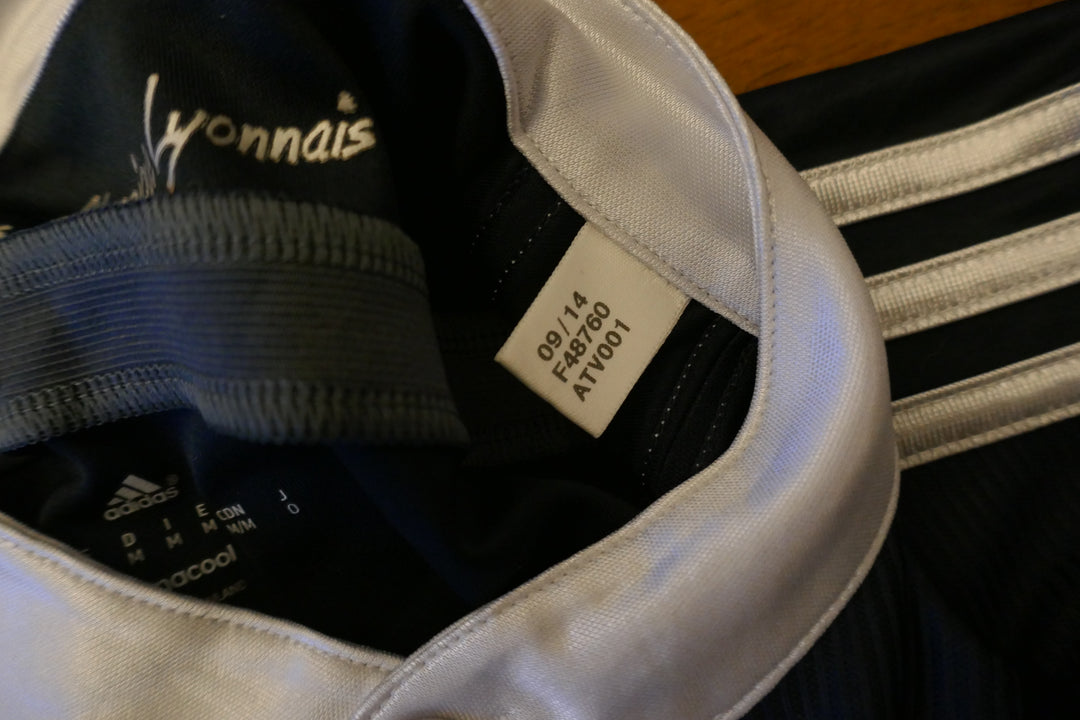 Lyonnais
09/14
F48760
ATV001
adidas
D I E CDN J
M M M M/M O